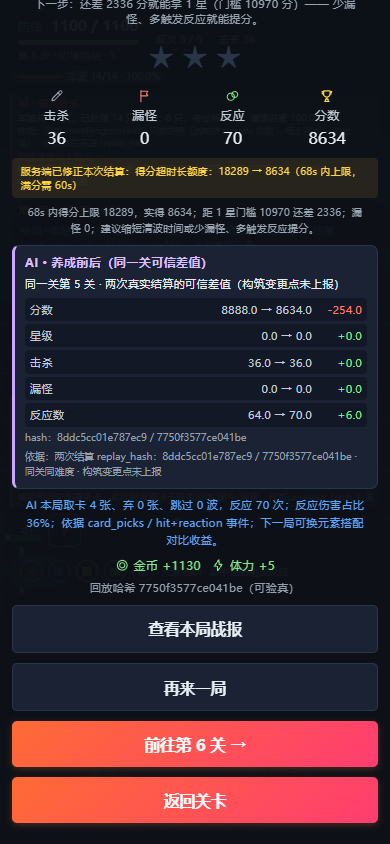 下一步：还差 2336 分就能拿 1 星（门槛 10970 分）—— 少漏
怪、多触发反应就能提分。
击杀
36
漏怪
0
反应
70
分数
8634
服务端已修正本次结算：得分超时长额度：18289 → 8634（68s 内上限，
满分需 60s）
68s 内得分上限 18289，实得 8634；距 1 星门槛 10970 还差 2336；漏
怪 0；建议缩短清波时间或少漏怪、多触发反应提分。
AI · 养成前后（同一关可信差值）
同一关第 5 关 · 两次真实结算的可信差值（构筑变更点未上报）
分数 8888.0 → 8634.0 -254.0
星级 0.0 → 0.0 +0.0
击杀 36.0 → 36.0 +0.0
漏怪 0.0 → 0.0 +0.0
反应数 64.0 → 70.0 +6.0
hash：8ddc5cc01e787ec9 / 7750f3577ce041be
依据：两次结算 replay_hash：8ddc5cc01e787ec9 / 7750f3577ce041be ·
同关同难度 · 构筑变更点未上报
AI 本局取卡 4 张、弃 0 张、跳过 0 波，反应 70 次；反应伤害占比
36%；依据 card_picks / hit+reaction 事件；下一局可换元素搭配
对比收益。
金币 +1130 体力 +5
回放哈希 7750f3577ce041be（可验真）
查看本局战报
再来一局
前往第 6 关 →
返回关卡